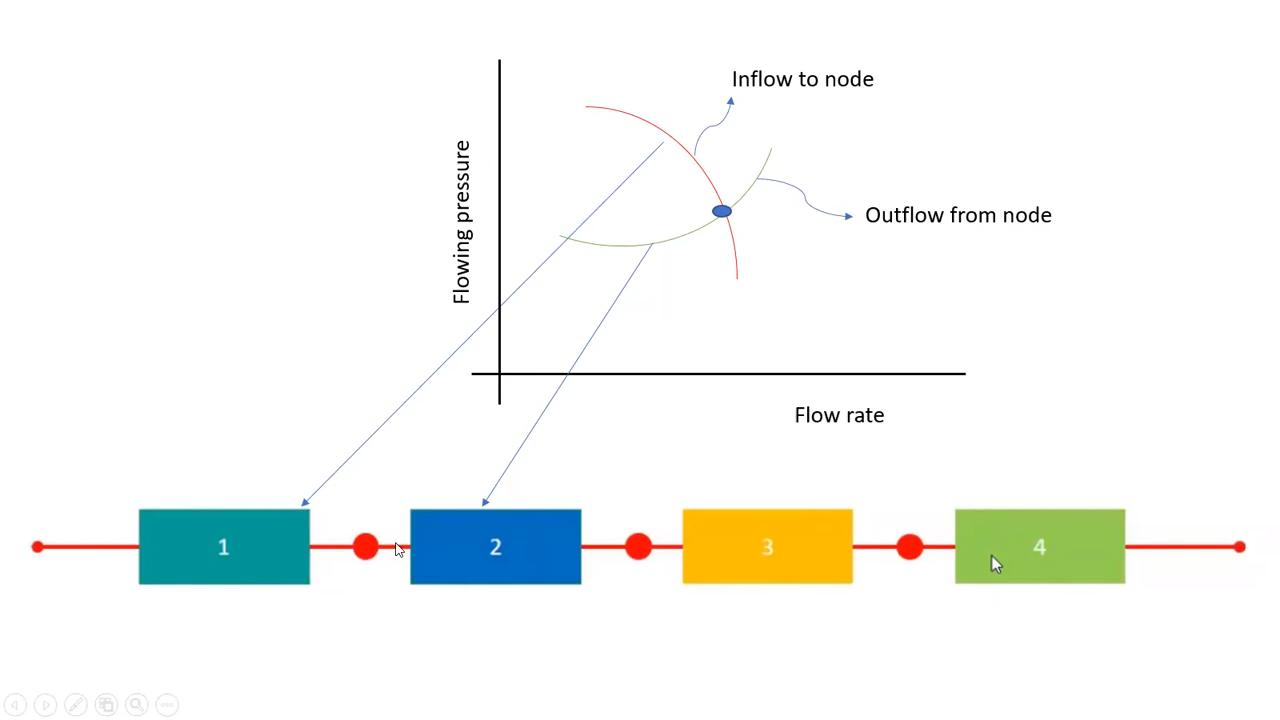 Inflow to node
Flowing pressure
Outflow from node
Flow rate
1
2
3
4